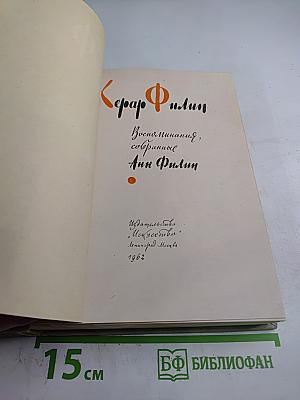 Жерар Филип
Воспоминания,
собранные
Анн Филип
Издательство
„Искусство“
Ленинград-Москва
1962
15 см
БФ БИБЛИОФАН